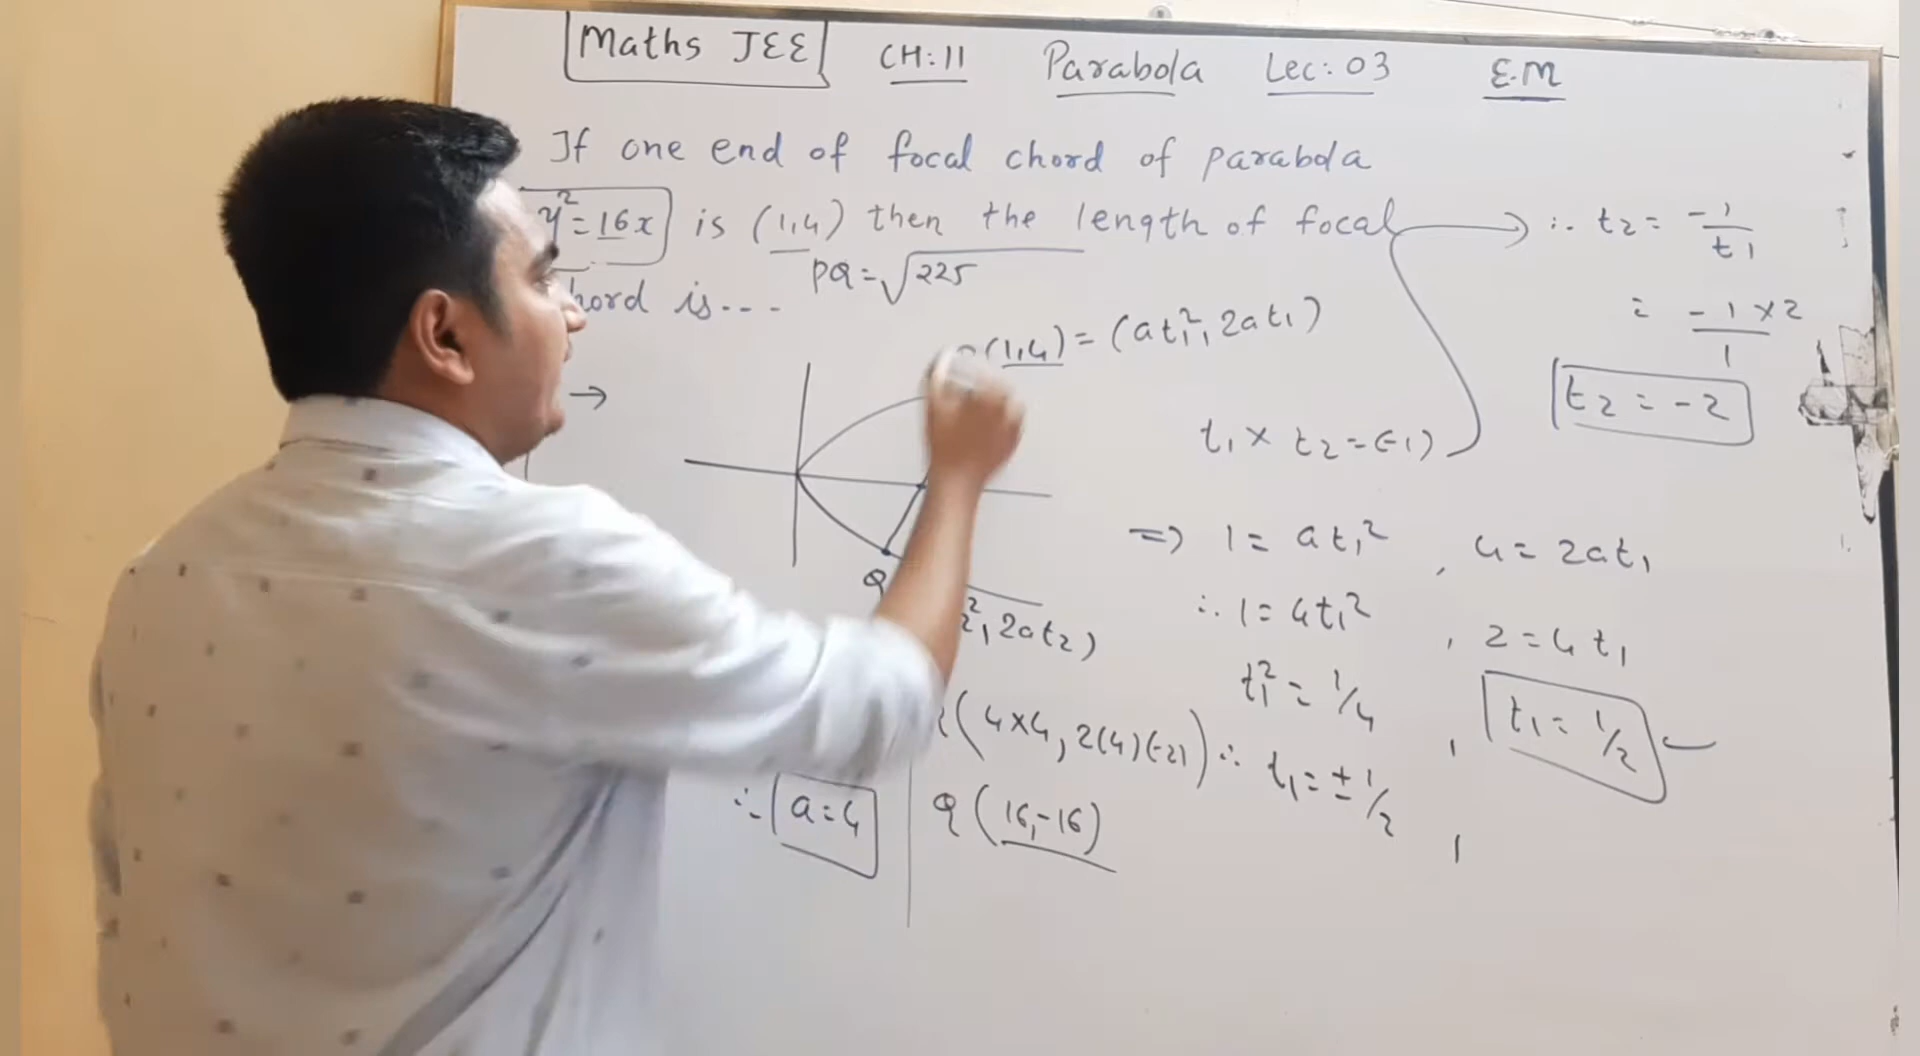 Maths JEE CH:11 Parabola Lec:03 E.M
If one end of focal chord of parabola
y²=16x is (1,4) then the length of focal
hord is---
PQ=√225
(1,4) = (at₁², 2at₁)
→
t₁ × t₂ = (-1)
Q
², 2at₂)
(4×4, 2(4)(-2))
∴ a=4
Q (16,-16)
⇒ 1 = at₁² , 4 = 2at₁
∴ 1 = 4t₁² , 2 = 4t₁
t₁² = 1/4 , t₁ = 1/2
∴ t₁ = ± 1/2
∴ t₂ = -1/t₁
= -1×2/1
t₂ = -2